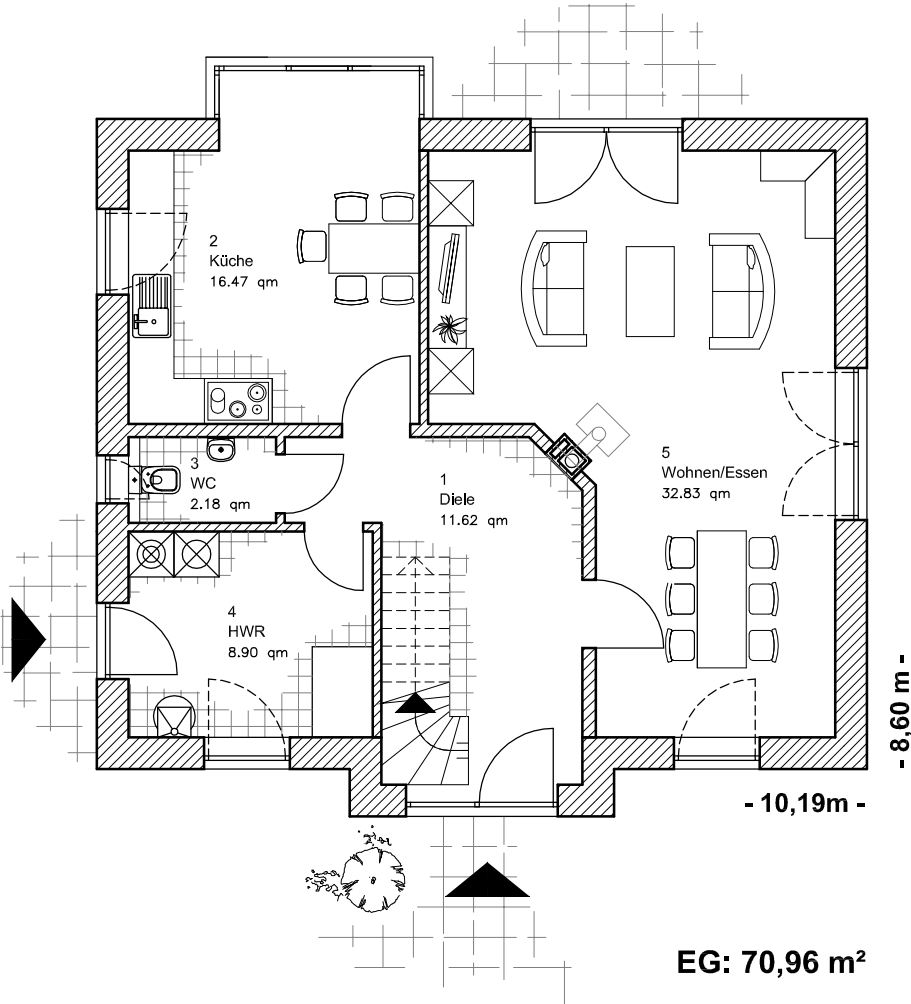 2
Küche
16.47 qm
3
WC
2.18 qm
1
Diele
11.62 qm
5
Wohnen/Essen
32.83 qm
4
HWR
8.90 qm
- 8,60 m -
- 10,19m -
EG: 70,96 m²